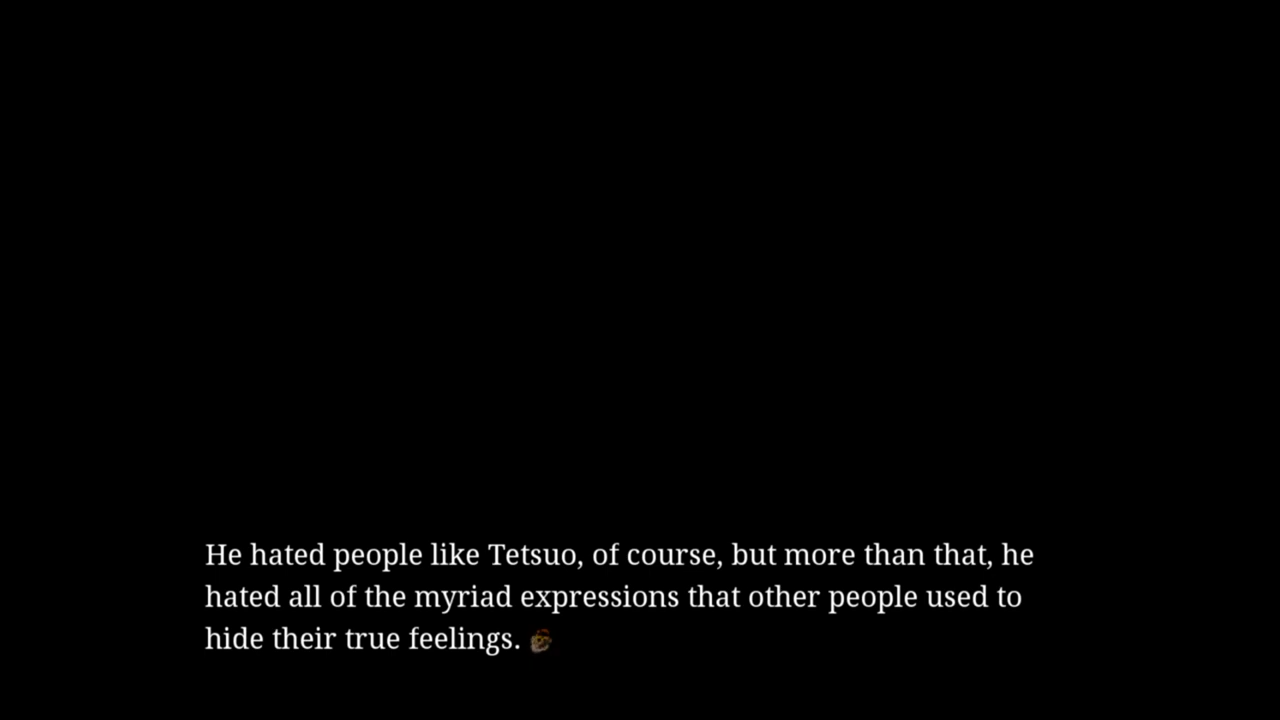 He hated people like Tetsuo, of course, but more than that, he
hated all of the myriad expressions that other people used to
hide their true feelings.